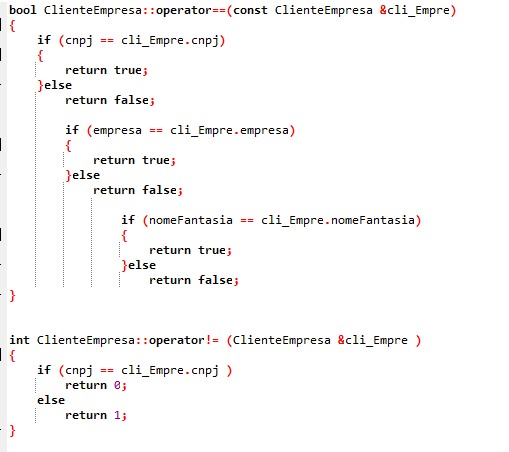 bool ClienteEmpresa::operator==(const ClienteEmpresa &cli_Empre)
{
    if (cnpj == cli_Empre.cnpj)
    {
        return true;
    }else
        return false;

        if (empresa == cli_Empre.empresa)
        {
            return true;
        }else
            return false;

                if (nomeFantasia == cli_Empre.nomeFantasia)
                {
                    return true;
                }else
                    return false;
}

int ClienteEmpresa::operator!= (ClienteEmpresa &cli_Empre )
{
    if (cnpj == cli_Empre.cnpj )
        return 0;
    else
        return 1;
}